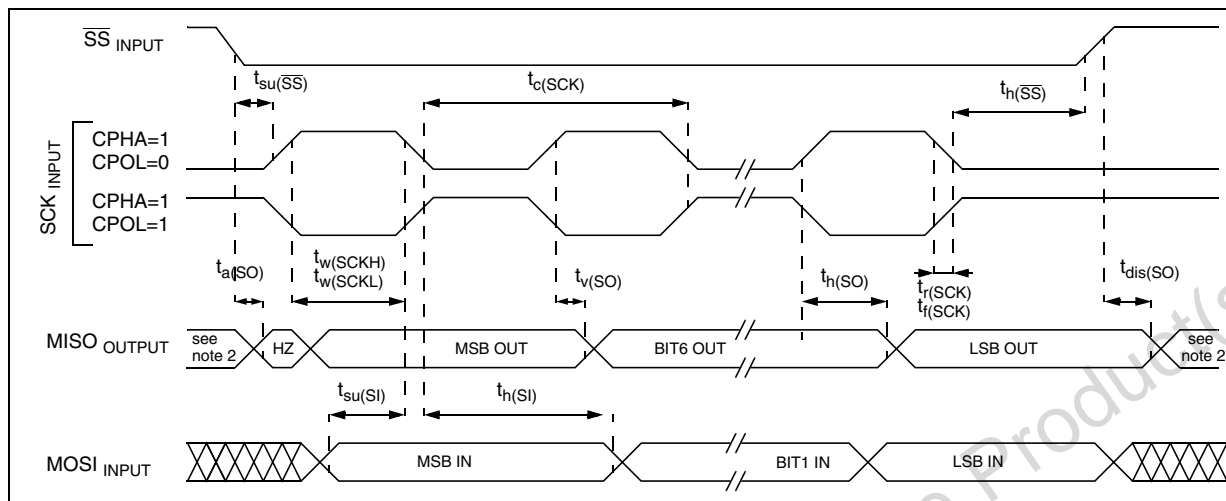 SS INPUT
tsu(SS)
tc(SCK)
th(SS)
SCK INPUT
CPHA=1
CPOL=0
CPHA=1
CPOL=1
ta(SO)
tw(SCKH)
tw(SCKL)
tv(SO)
th(SO)
tr(SCK)
tf(SCK)
tdis(SO)
MISO OUTPUT
see note 2
HZ
MSB OUT
BIT6 OUT
LSB OUT
see note 2
tsu(SI)
th(SI)
MOSI INPUT
MSB IN
BIT1 IN
LSB IN
Product(s